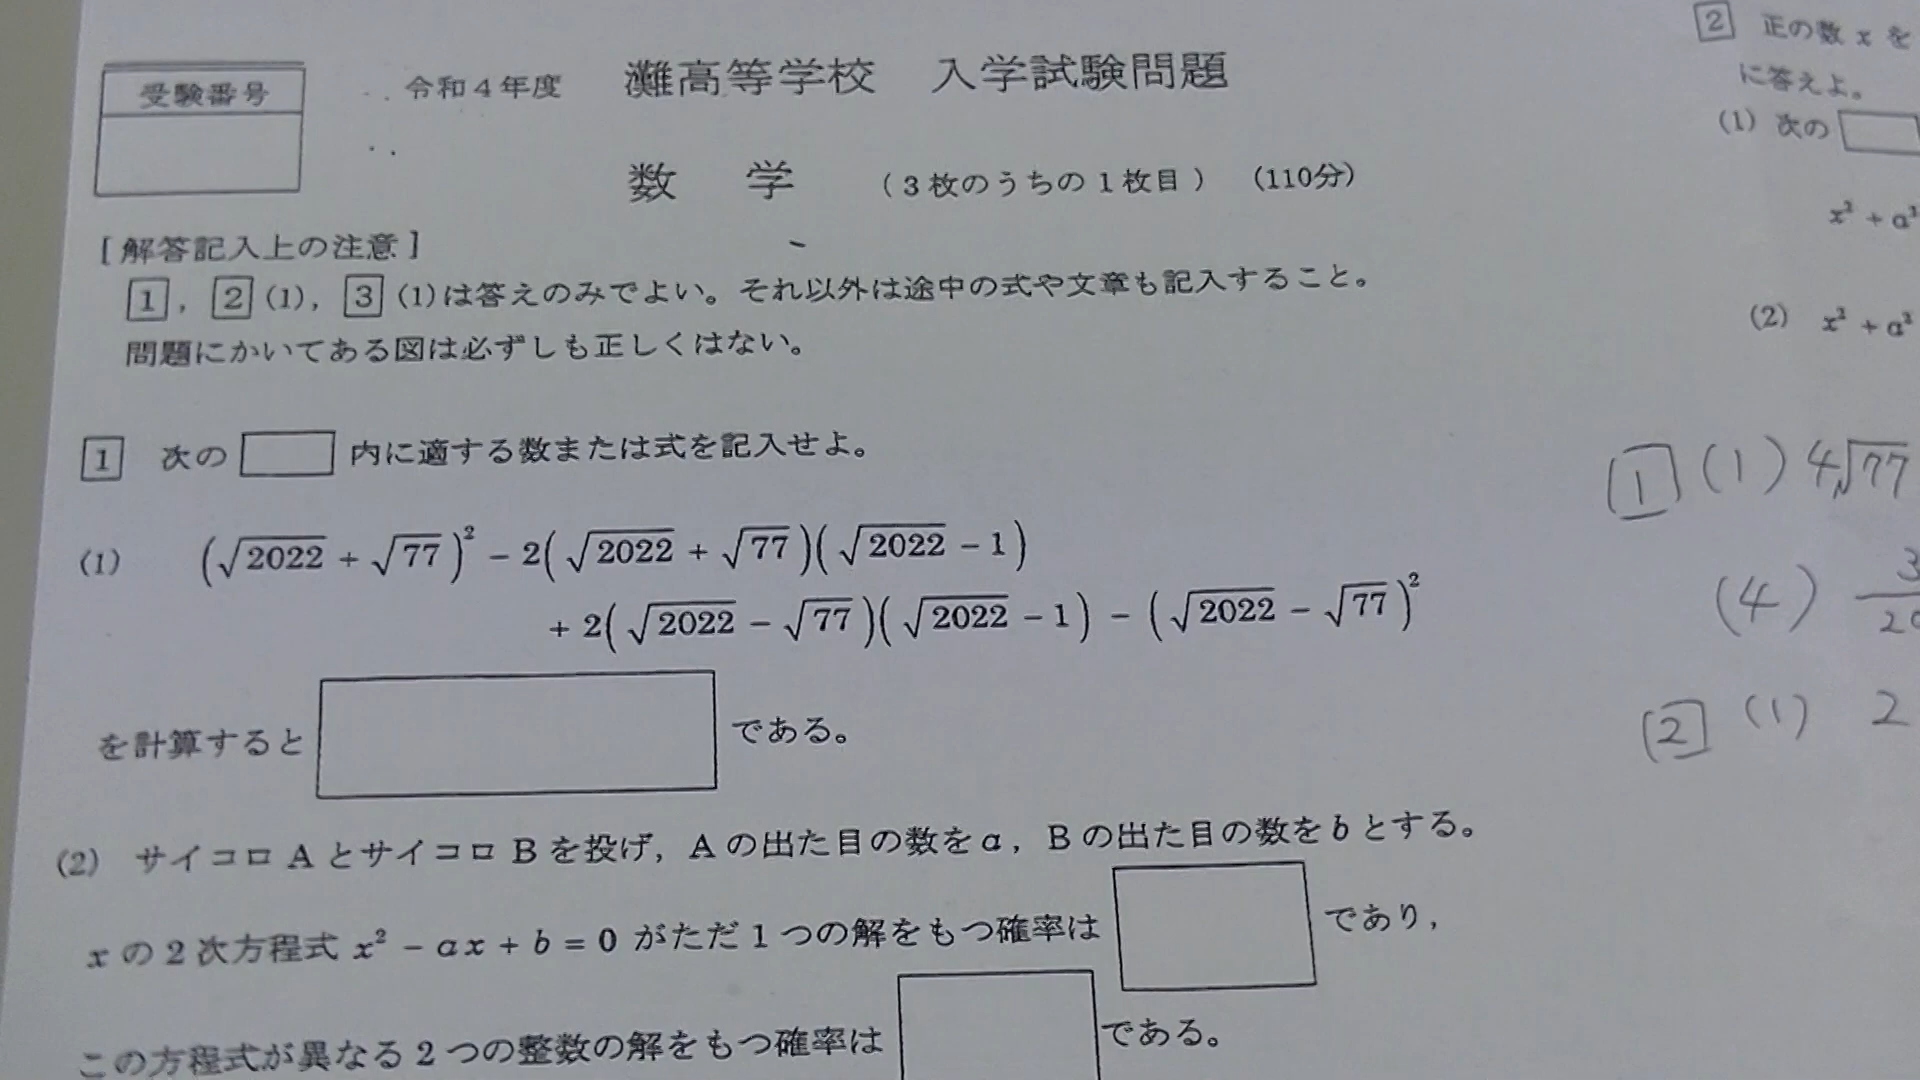 受験番号
令和4年度 灘高等学校 入学試験問題
数 学 (3枚のうちの1枚目) (110分)
[解答記入上の注意]
1, 2(1), 3(1)は答えのみでよい。それ以外は途中の式や文章も記入すること。
問題にかいてある図は必ずしも正しくはない。
1 次の 内に適する数または式を記入せよ。
(1) (√2022 + √77)² − 2(√2022 + √77)(√2022 − 1)
+ 2(√2022 − √77)(√2022 − 1) − (√2022 − √77)²
を計算すると である。
(2) サイコロAとサイコロBを投げ, Aの出た目の数をa, Bの出た目の数をbとする。
xの2次方程式 x² − ax + b = 0 がただ1つの解をもつ確率は であり,
この方程式が異なる2つの整数の解をもつ確率は である。
2 正の数 x を
に答えよ。
(1) 次の
x² + a²
(2) x² + a²
1 (1) 4√77
(4) 3
2 (1) 2